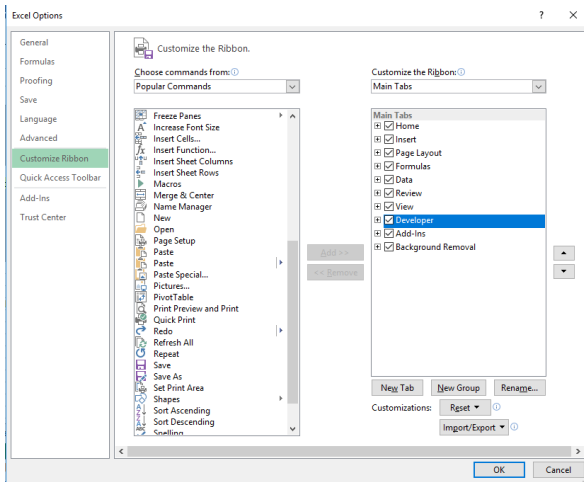 Excel Options
?
General
Formulas
Proofing
Save
Language
Advanced
Customize Ribbon
Quick Access Toolbar
Add-Ins
Trust Center
Customize the Ribbon.
Choose commands from:
Popular Commands
Freeze Panes
Increase Font Size
Insert Cells...
Insert Function...
Insert Sheet Columns
Insert Sheet Rows
Macros
Merge & Center
Name Manager
New
Open
Page Setup
Paste
Paste
Paste Special...
Pictures...
PivotTable
Print Preview and Print
Quick Print
Redo
Refresh All
Repeat
Save
Save As
Set Print Area
Shapes
Sort Ascending
Sort Descending
Spelling
Add >>
<< Remove
Customize the Ribbon:
Main Tabs
Main Tabs
Home
Insert
Page Layout
Formulas
Data
Review
View
Developer
Add-Ins
Background Removal
New Tab
New Group
Rename...
Customizations:
Reset
Import/Export
OK
Cancel